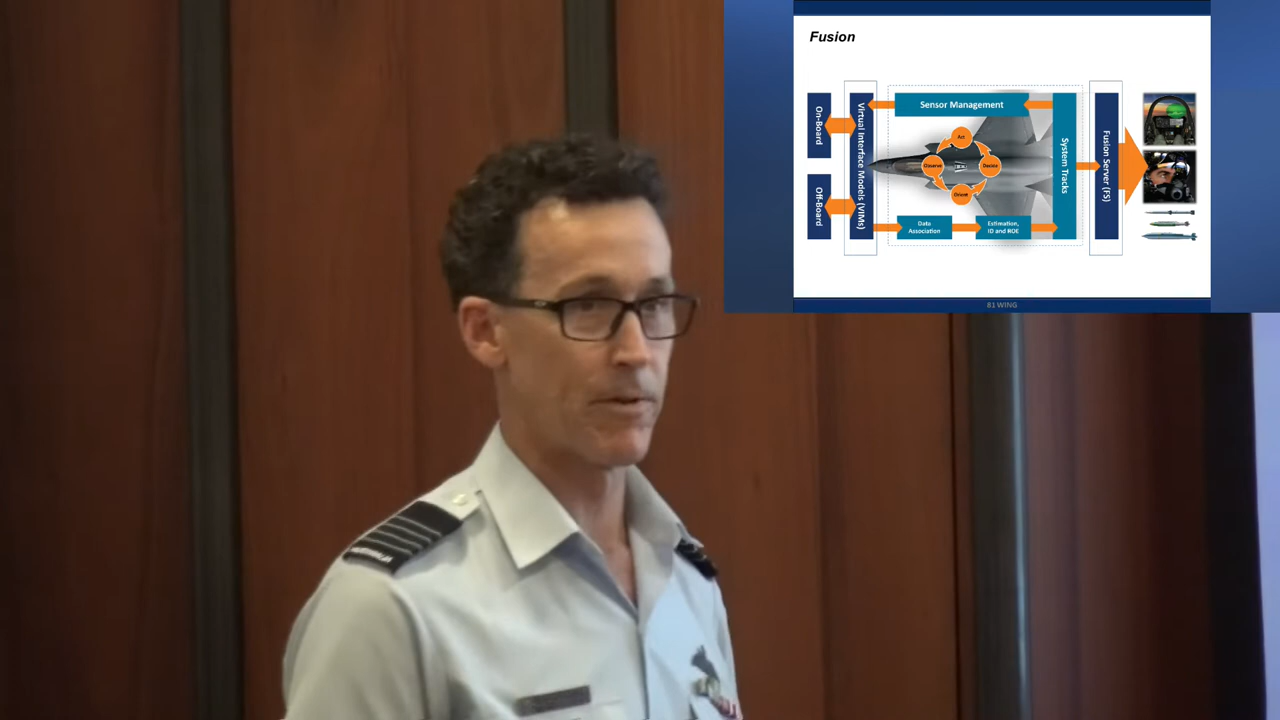 Fusion
On-Board
Off-Board
Virtual Interface Models (VIMs)
Sensor Management
Act
Observe
Decide
Orient
Data
Association
Estimation,
ID and ROE
System Tracks
Fusion Server (FS)
81 WING